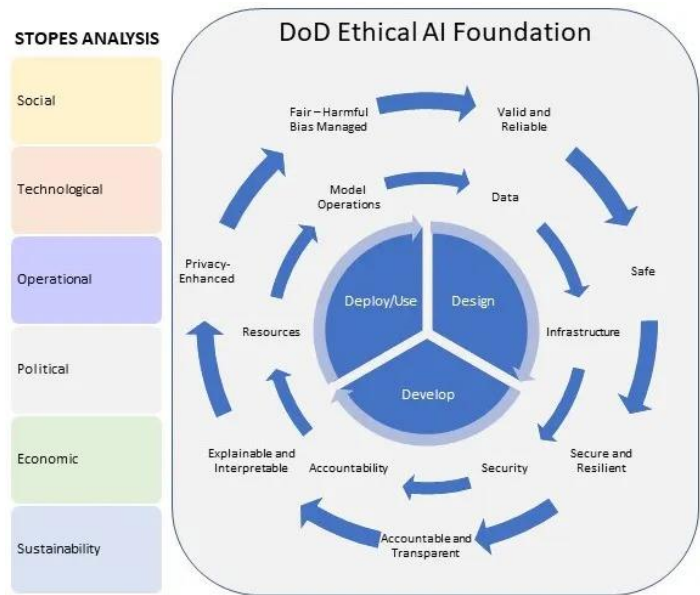 STOPES ANALYSIS
Social
Technological
Operational
Political
Economic
Sustainability
DoD Ethical AI Foundation
Fair – Harmful
Bias Managed
Valid and
Reliable
Safe
Secure and
Resilient
Accountable and
Transparent
Explainable and
Interpretable
Privacy-
Enhanced
Model
Operations
Data
Infrastructure
Security
Accountability
Resources
Deploy/Use
Design
Develop